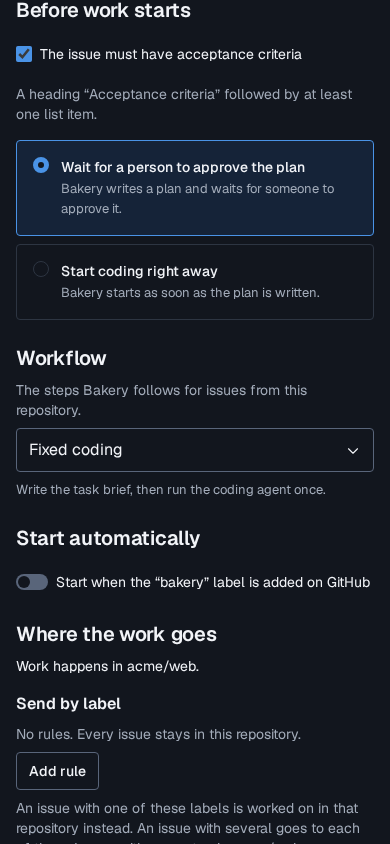 Before work starts
The issue must have acceptance criteria
A heading “Acceptance criteria” followed by at least
one list item.
Wait for a person to approve the plan
Bakery writes a plan and waits for someone to
approve it.
Start coding right away
Bakery starts as soon as the plan is written.
Workflow
The steps Bakery follows for issues from this
repository.
Fixed coding
Write the task brief, then run the coding agent once.
Start automatically
Start when the “bakery” label is added on GitHub
Where the work goes
Work happens in acme/web.
Send by label
No rules. Every issue stays in this repository.
Add rule
An issue with one of these labels is worked on in that
repository instead. An issue with several goes to each